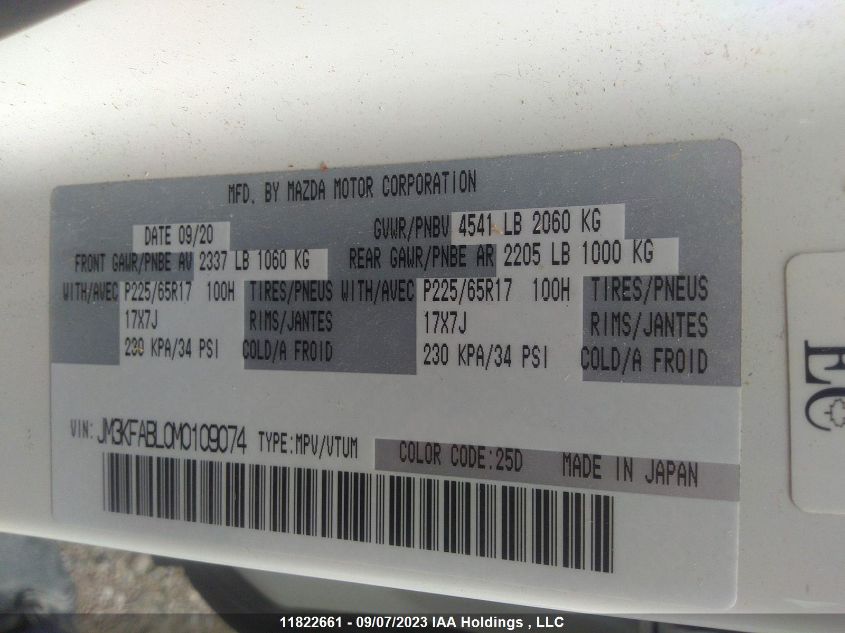 MFD. BY MAZDA MOTOR CORPORATION
DATE 09/20 GVWR/PNBV 4541 LB 2060 KG
FRONT GAWR/PNBE AV 2337 LB 1060 KG REAR GAWR/PNBE AR 2205 LB 1000 KG
WITH/AVEC P225/65R17 100H TIRES/PNEUS WITH/AVEC P225/65R17 100H TIRES/PNEUS
17X7J RIMS/JANTES 17X7J RIMS/JANTES
230 KPA/34 PSI COLD/A FROID 230 KPA/34 PSI COLD/A FROID
VIN: JM3KFABL0M0109074 TYPE:MPV/VTUM COLOR CODE:25D MADE IN JAPAN
EC
11822661 - 09/07/2023 IAA Holdings , LLC